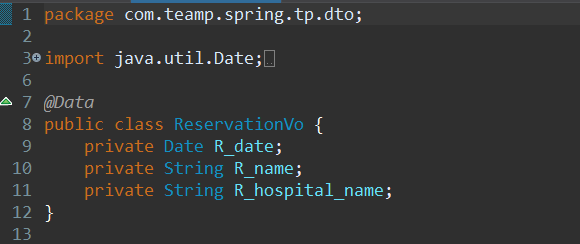 1 package com.teamp.spring.tp.dto;
2
3 import java.util.Date;
6
7 @Data
8 public class ReservationVo {
9 private Date R_date;
10 private String R_name;
11 private String R_hospital_name;
12 }
13